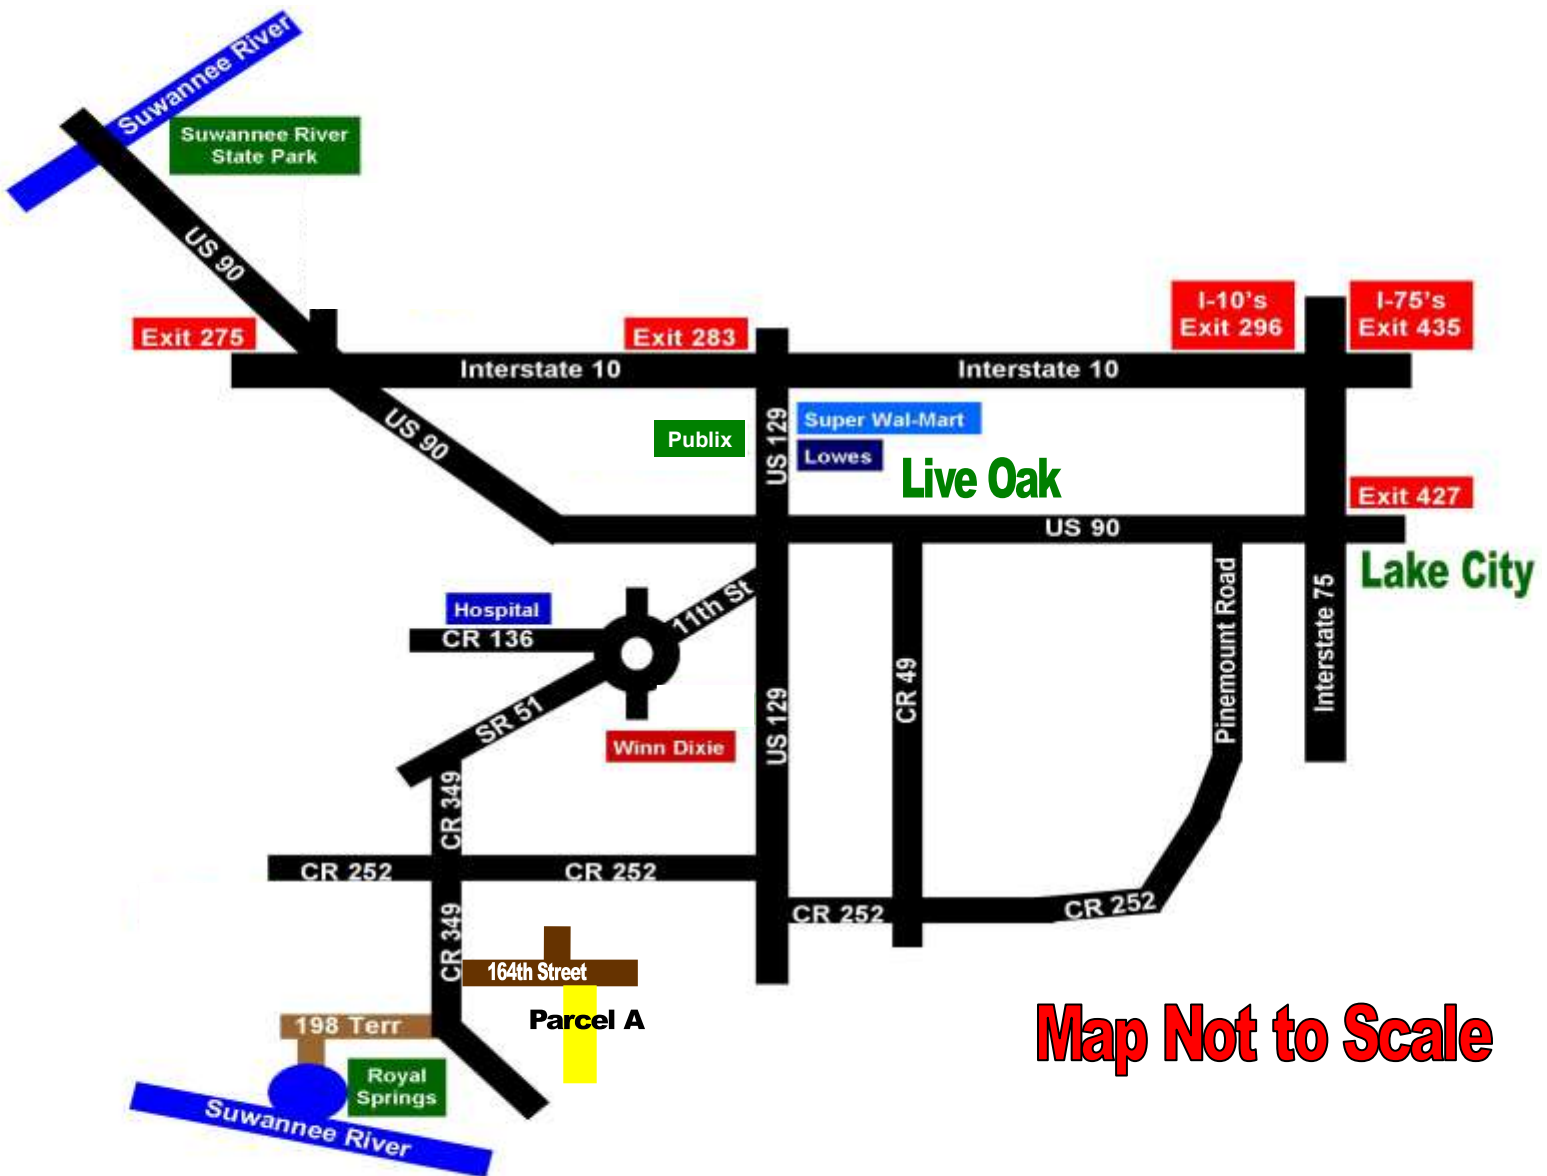 Suwannee River
Suwannee River
State Park
US 90
Exit 275
Exit 283
I-10's
Exit 296
I-75's
Exit 435
Interstate 10
Interstate 10
US 90
Publix
US 129
Super Wal-Mart
Lowes
Live Oak
Exit 427
US 90
Lake City
Hospital
CR 136
11th St
SR 51
Winn Dixie
US 129
CR 49
Pinemount Road
Interstate 75
CR 349
CR 252
CR 252
CR 252
CR 252
CR 349
164th Street
Parcel A
198 Terr
Royal
Springs
Suwannee River
Map Not to Scale